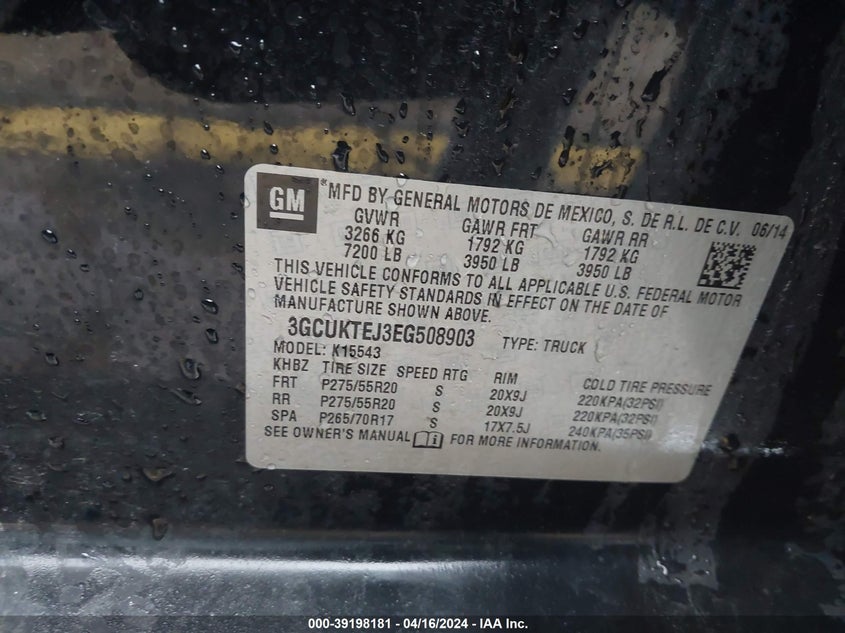 GM
*MFD BY GENERAL MOTORS DE MEXICO, S. DE R.L. DE C.V. 06/14
GVWR GAWR FRT GAWR RR
3266 KG 1792 KG 1792 KG
7200 LB 3950 LB 3950 LB
THIS VEHICLE CONFORMS TO ALL APPLICABLE U.S. FEDERAL MOTOR
VEHICLE SAFETY STANDARDS IN EFFECT ON THE DATE OF
MANUFACTURE SHOWN ABOVE.
3GCUKTEJ3EG508903 TYPE: TRUCK
MODEL: K15543
KHBZ TIRE SIZE SPEED RTG RIM COLD TIRE PRESSURE
FRT P275/55R20 S 20X9J 220KPA(32PSI)
RR P275/55R20 S 20X9J 220KPA(32PSI)
SPA P265/70R17 S 17X7.5J 240KPA(35PSI)
SEE OWNER'S MANUAL FOR MORE INFORMATION.
000-39198181 - 04/16/2024 - IAA Inc.